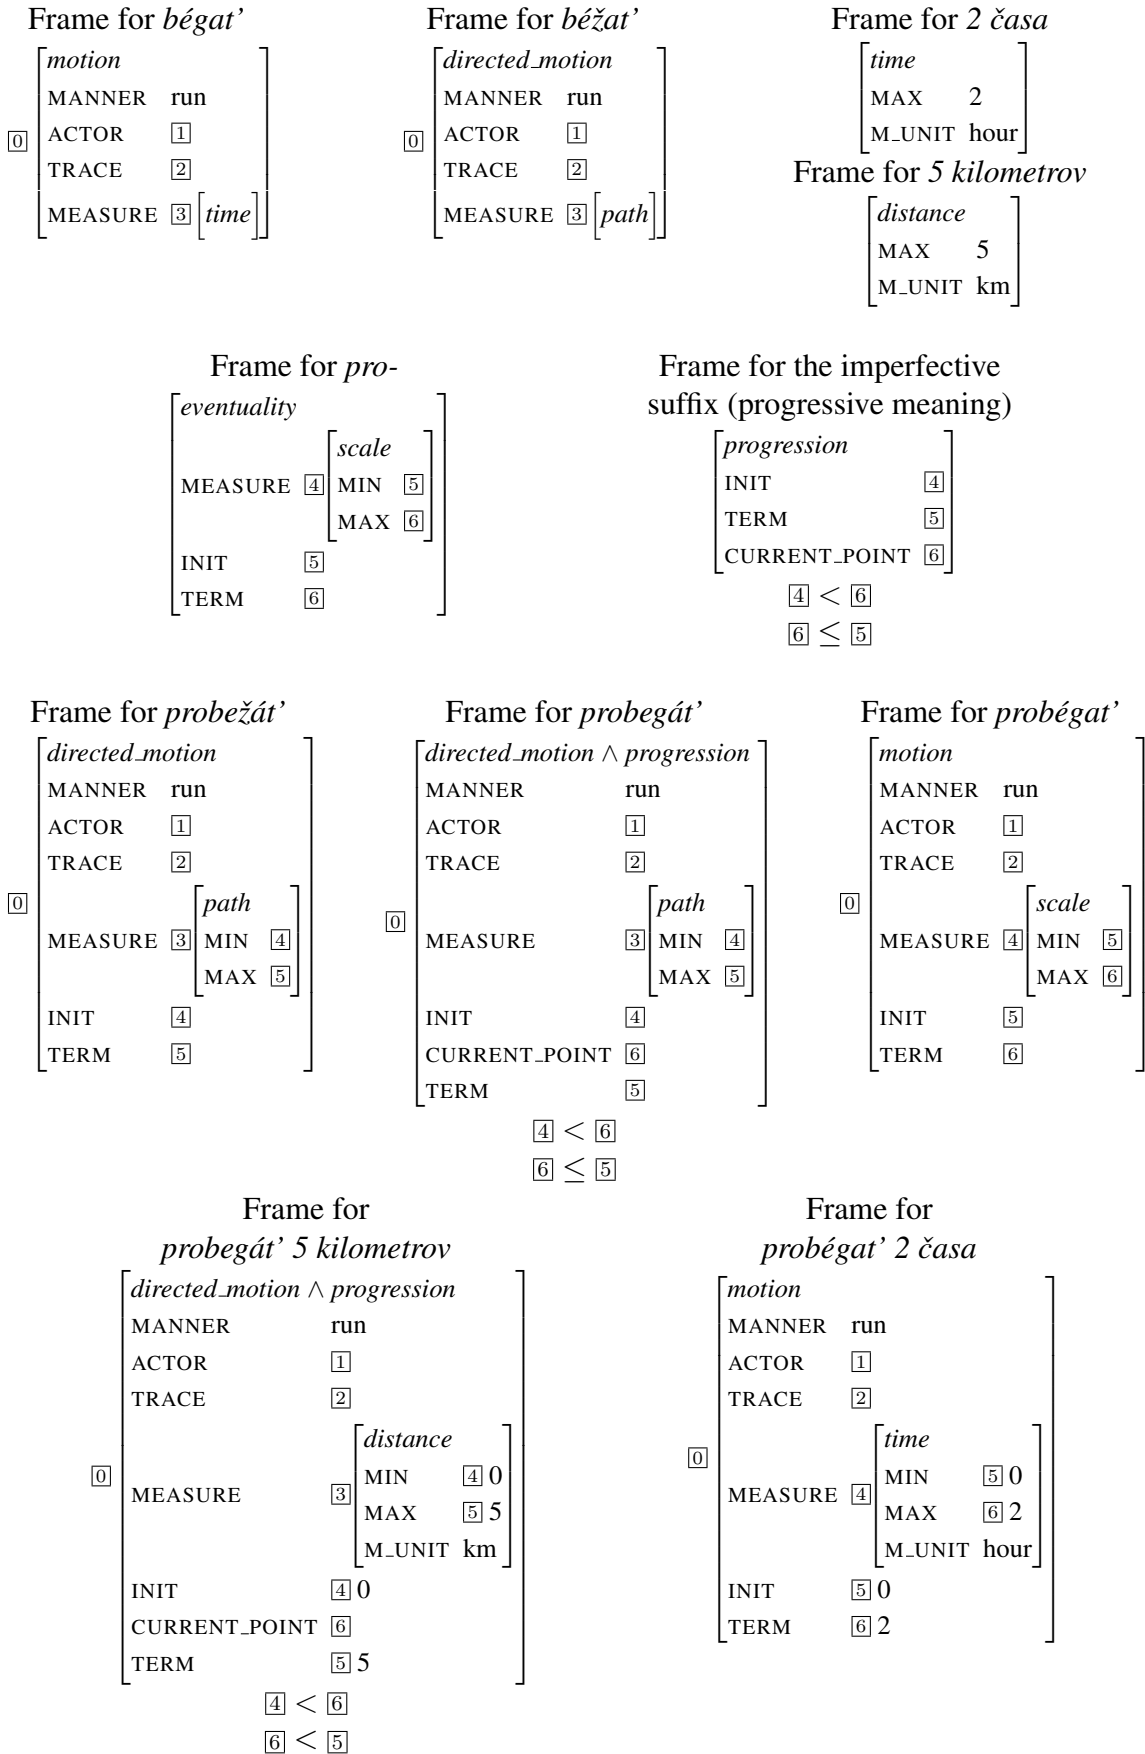 Frame for bégat’
motion
MANNER run
ACTOR 1
0
TRACE 2
MEASURE 3 time
Frame for béžat’
directed_motion
MANNER run
ACTOR 1
0
TRACE 2
MEASURE 3 path
Frame for 2 časa
time
MAX 2
M_UNIT hour
Frame for 5 kilometrov
distance
MAX 5
M_UNIT km
Frame for pro-
eventuality
scale
MEASURE 4 MIN 5
MAX 6
INIT 5
TERM 6
Frame for the imperfective
suffix (progressive meaning)
progression
INIT 4
TERM 5
CURRENT_POINT 6
4 < 6
6 ≤ 5
Frame for probežát’
directed_motion
MANNER run
ACTOR 1
TRACE 2
0
path
MEASURE 3 MIN 4
MAX 5
INIT 4
TERM 5
Frame for probegát’
directed_motion ∧ progression
MANNER run
ACTOR 1
TRACE 2
0
path
MEASURE 3 MIN 4
MAX 5
INIT 4
CURRENT_POINT 6
TERM 5
4 < 6
6 ≤ 5
Frame for probégat’
motion
MANNER run
ACTOR 1
TRACE 2
0
scale
MEASURE 4 MIN 5
MAX 6
INIT 5
TERM 6
Frame for
probegát’ 5 kilometrov
directed_motion ∧ progression
MANNER run
ACTOR 1
TRACE 2
distance
0
MIN 4 0
MEASURE 3
MAX 5 5
M_UNIT km
INIT 4 0
CURRENT_POINT 6
TERM 5 5
4 < 6
6 < 5
Frame for
probégat’ 2 časa
motion
MANNER run
ACTOR 1
TRACE 2
time
0
MIN 5 0
MEASURE 4
MAX 6 2
M_UNIT hour
INIT 5 0
TERM 6 2